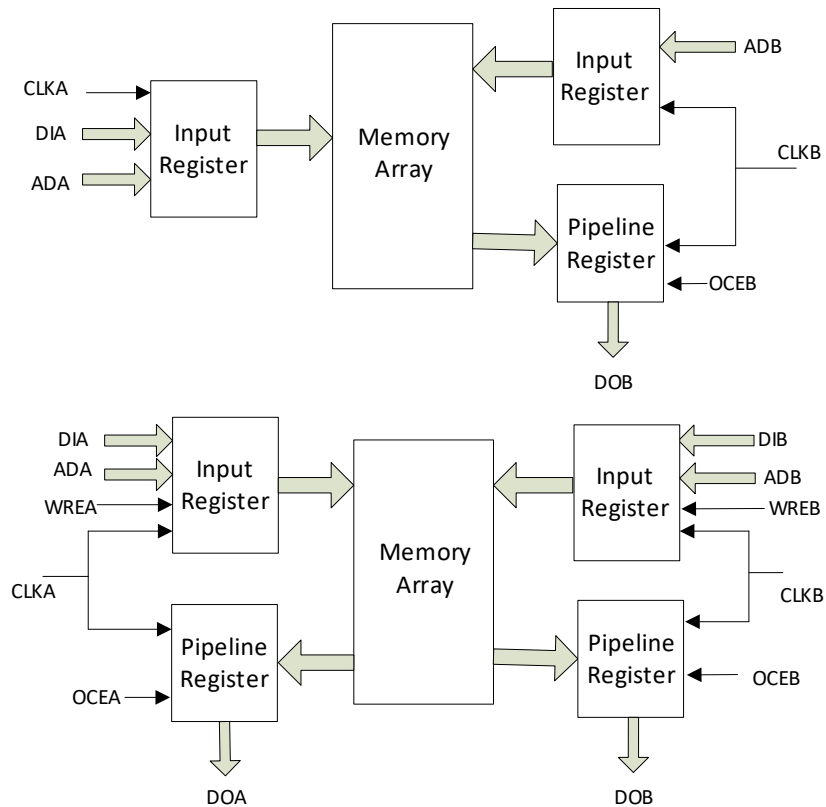 ADB
Input
Register
CLKA
DIA
ADA
Input
Register
Memory
Array
CLKB
Pipeline
Register
OCEB
DOB
DIA
ADA
WREA
Input
Register
DIB
ADB
WREB
Input
Register
Memory
Array
CLKA
CLKB
Pipeline
Register
OCEA
Pipeline
Register
OCEB
DOA
DOB